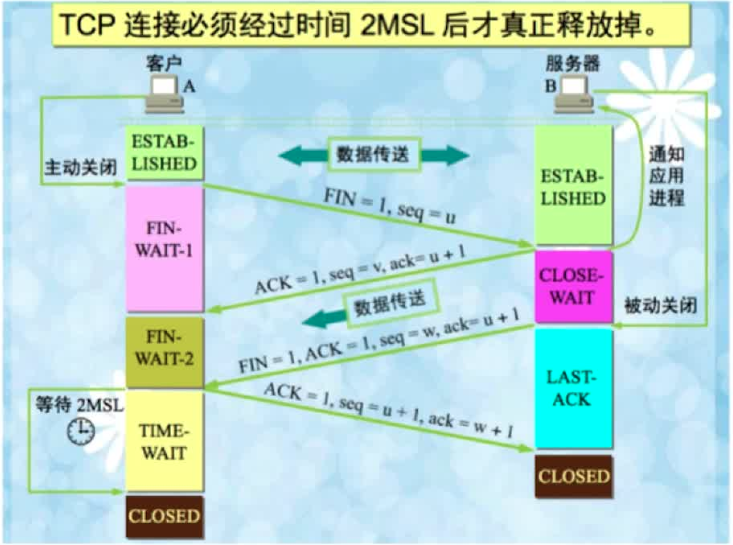 TCP 连接必须经过时间 2MSL 后才真正释放掉。
客户
A
服务器
B
ESTAB-
LISHED
数据传送
主动关闭
ESTAB-
LISHED
通知
应用
进程
FIN = 1, seq = u
FIN-
WAIT-1
ACK = 1, seq = v, ack= u + 1
CLOSE-
WAIT
数据传送
被动关闭
FIN-
WAIT-2
FIN = 1, ACK = 1, seq = w, ack= u + 1
LAST-
ACK
ACK = 1, seq = u + 1, ack = w + 1
等待 2MSL
TIME-
WAIT
CLOSED
CLOSED